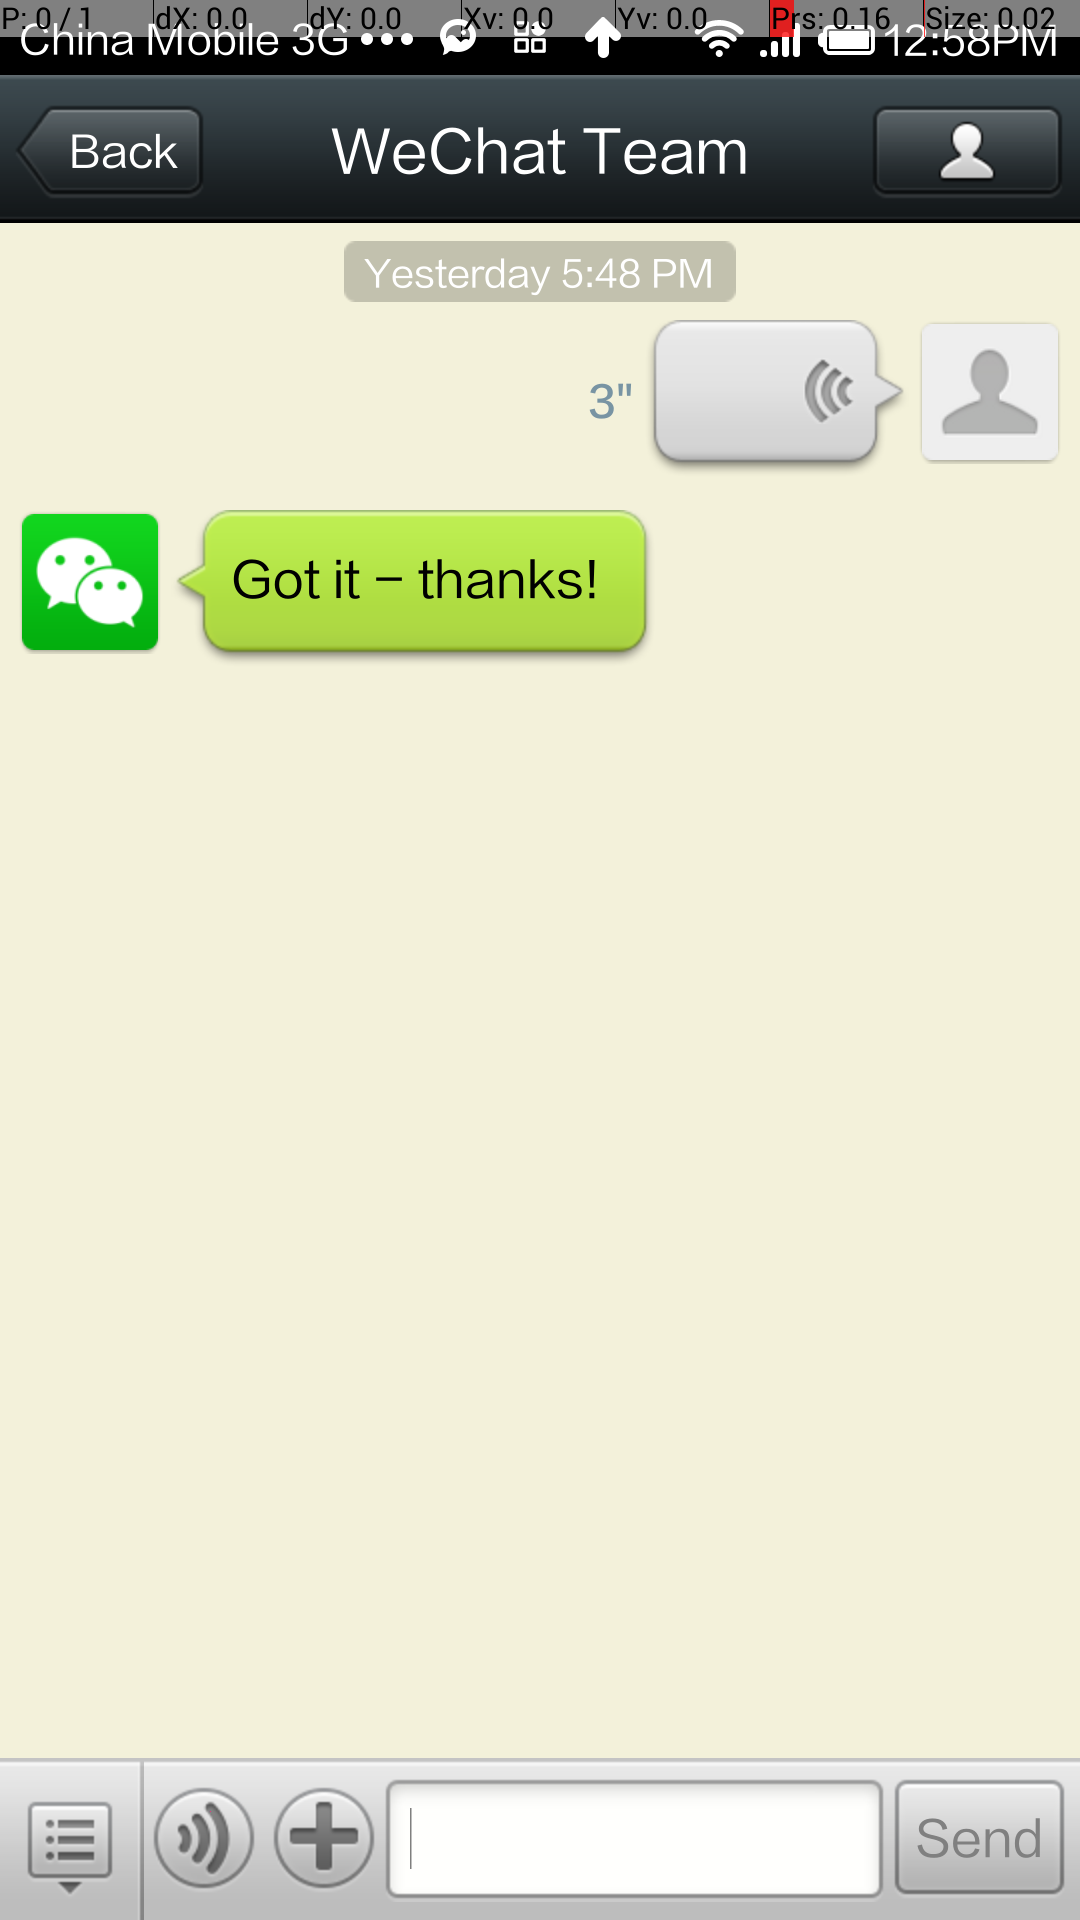 P: 0 / 1 dX: 0.0 dY: 0.0 Xv: 0.0 Yv: 0.0 Prs: 0.16 Size: 0.02
China Mobile 3G 12:58PM
Back WeChat Team
Yesterday 5:48 PM
3"
Got it – thanks!
Send